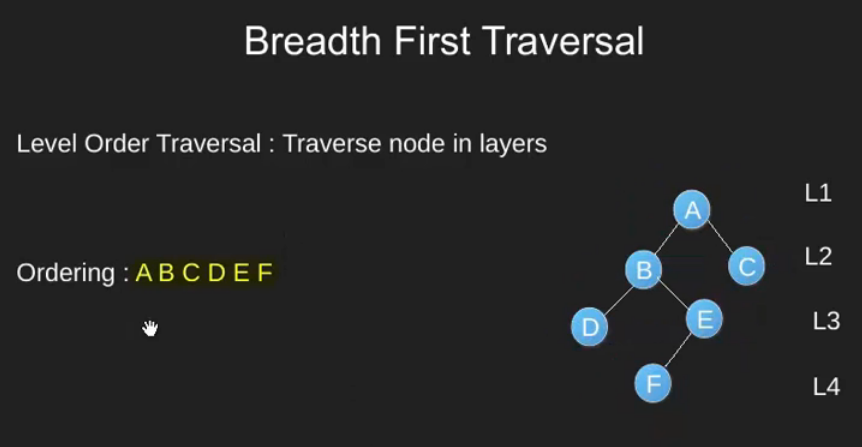 Breadth First Traversal
Level Order Traversal : Traverse node in layers
Ordering : A B C D E F
A
L1
B
C
L2
D
E
L3
F
L4